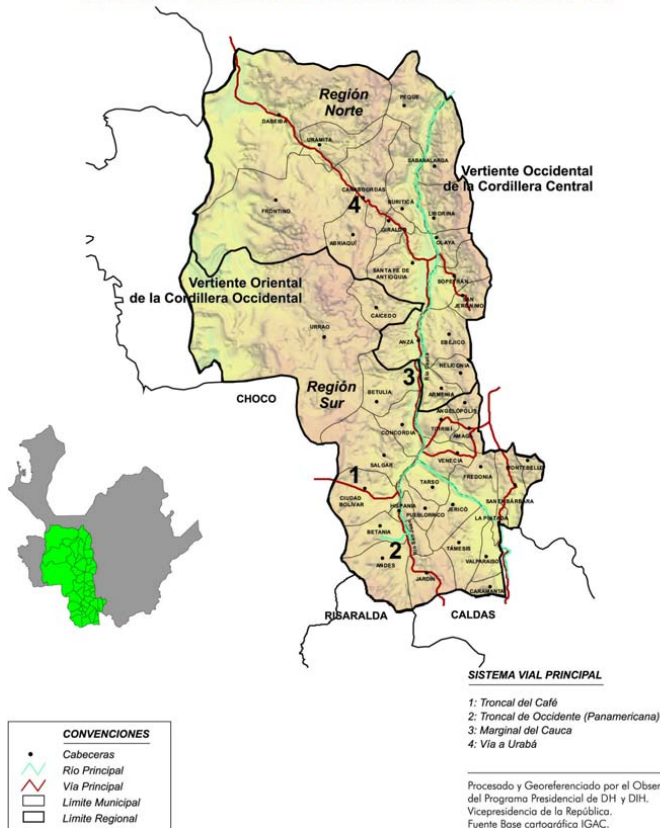 Región
Norte
PEQUE
DABEIBA
URAMITA
SABANALARGA
Vertiente Occidental
de la Cordillera Central
CAÑASGORDAS
4
BURITICÁ
FRONTINO
LIBORINA
GIRALDO
ABRIAQUÍ
OLAYA
SANTA FE DE
ANTIOQUIA
SOPETRÁN
Vertiente Oriental
de la Cordillera Occidental
SAN
JERÓNIMO
CAICEDO
URRAO
ANZÁ
EBÉJICO
HELICONIA
3
Región
Sur
CHOCO
BETULIA
ARMENIA
ANGELÓPOLIS
CONCORDIA
TITIRIBÍ
AMAGÁ
VENECIA
SALGAR
FREDONIA
MONTEBELLO
1
TARSO
CIUDAD
BOLÍVAR
HISPANIA
SANTA BÁRBARA
PUEBLORRICO
JERICÓ
LA PINTADA
BETANIA
2
ANDES
TÁMESIS
VALPARAISO
JARDÍN
CARAMANTA
RISARALDA
CALDAS
SISTEMA VIAL PRINCIPAL
1: Troncal del Café
2: Troncal de Occidente (Panamericana)
3: Marginal del Cauca
4: Vía a Urabá
CONVENCIONES
Cabeceras
Río Principal
Vía Principal
Límite Municipal
Límite Regional
Procesado y Georeferenciado por el Obser
del Programa Presidencial de DH y DIH.
Vicepresidencia de la República.
Fuente Base cartográfica IGAC.